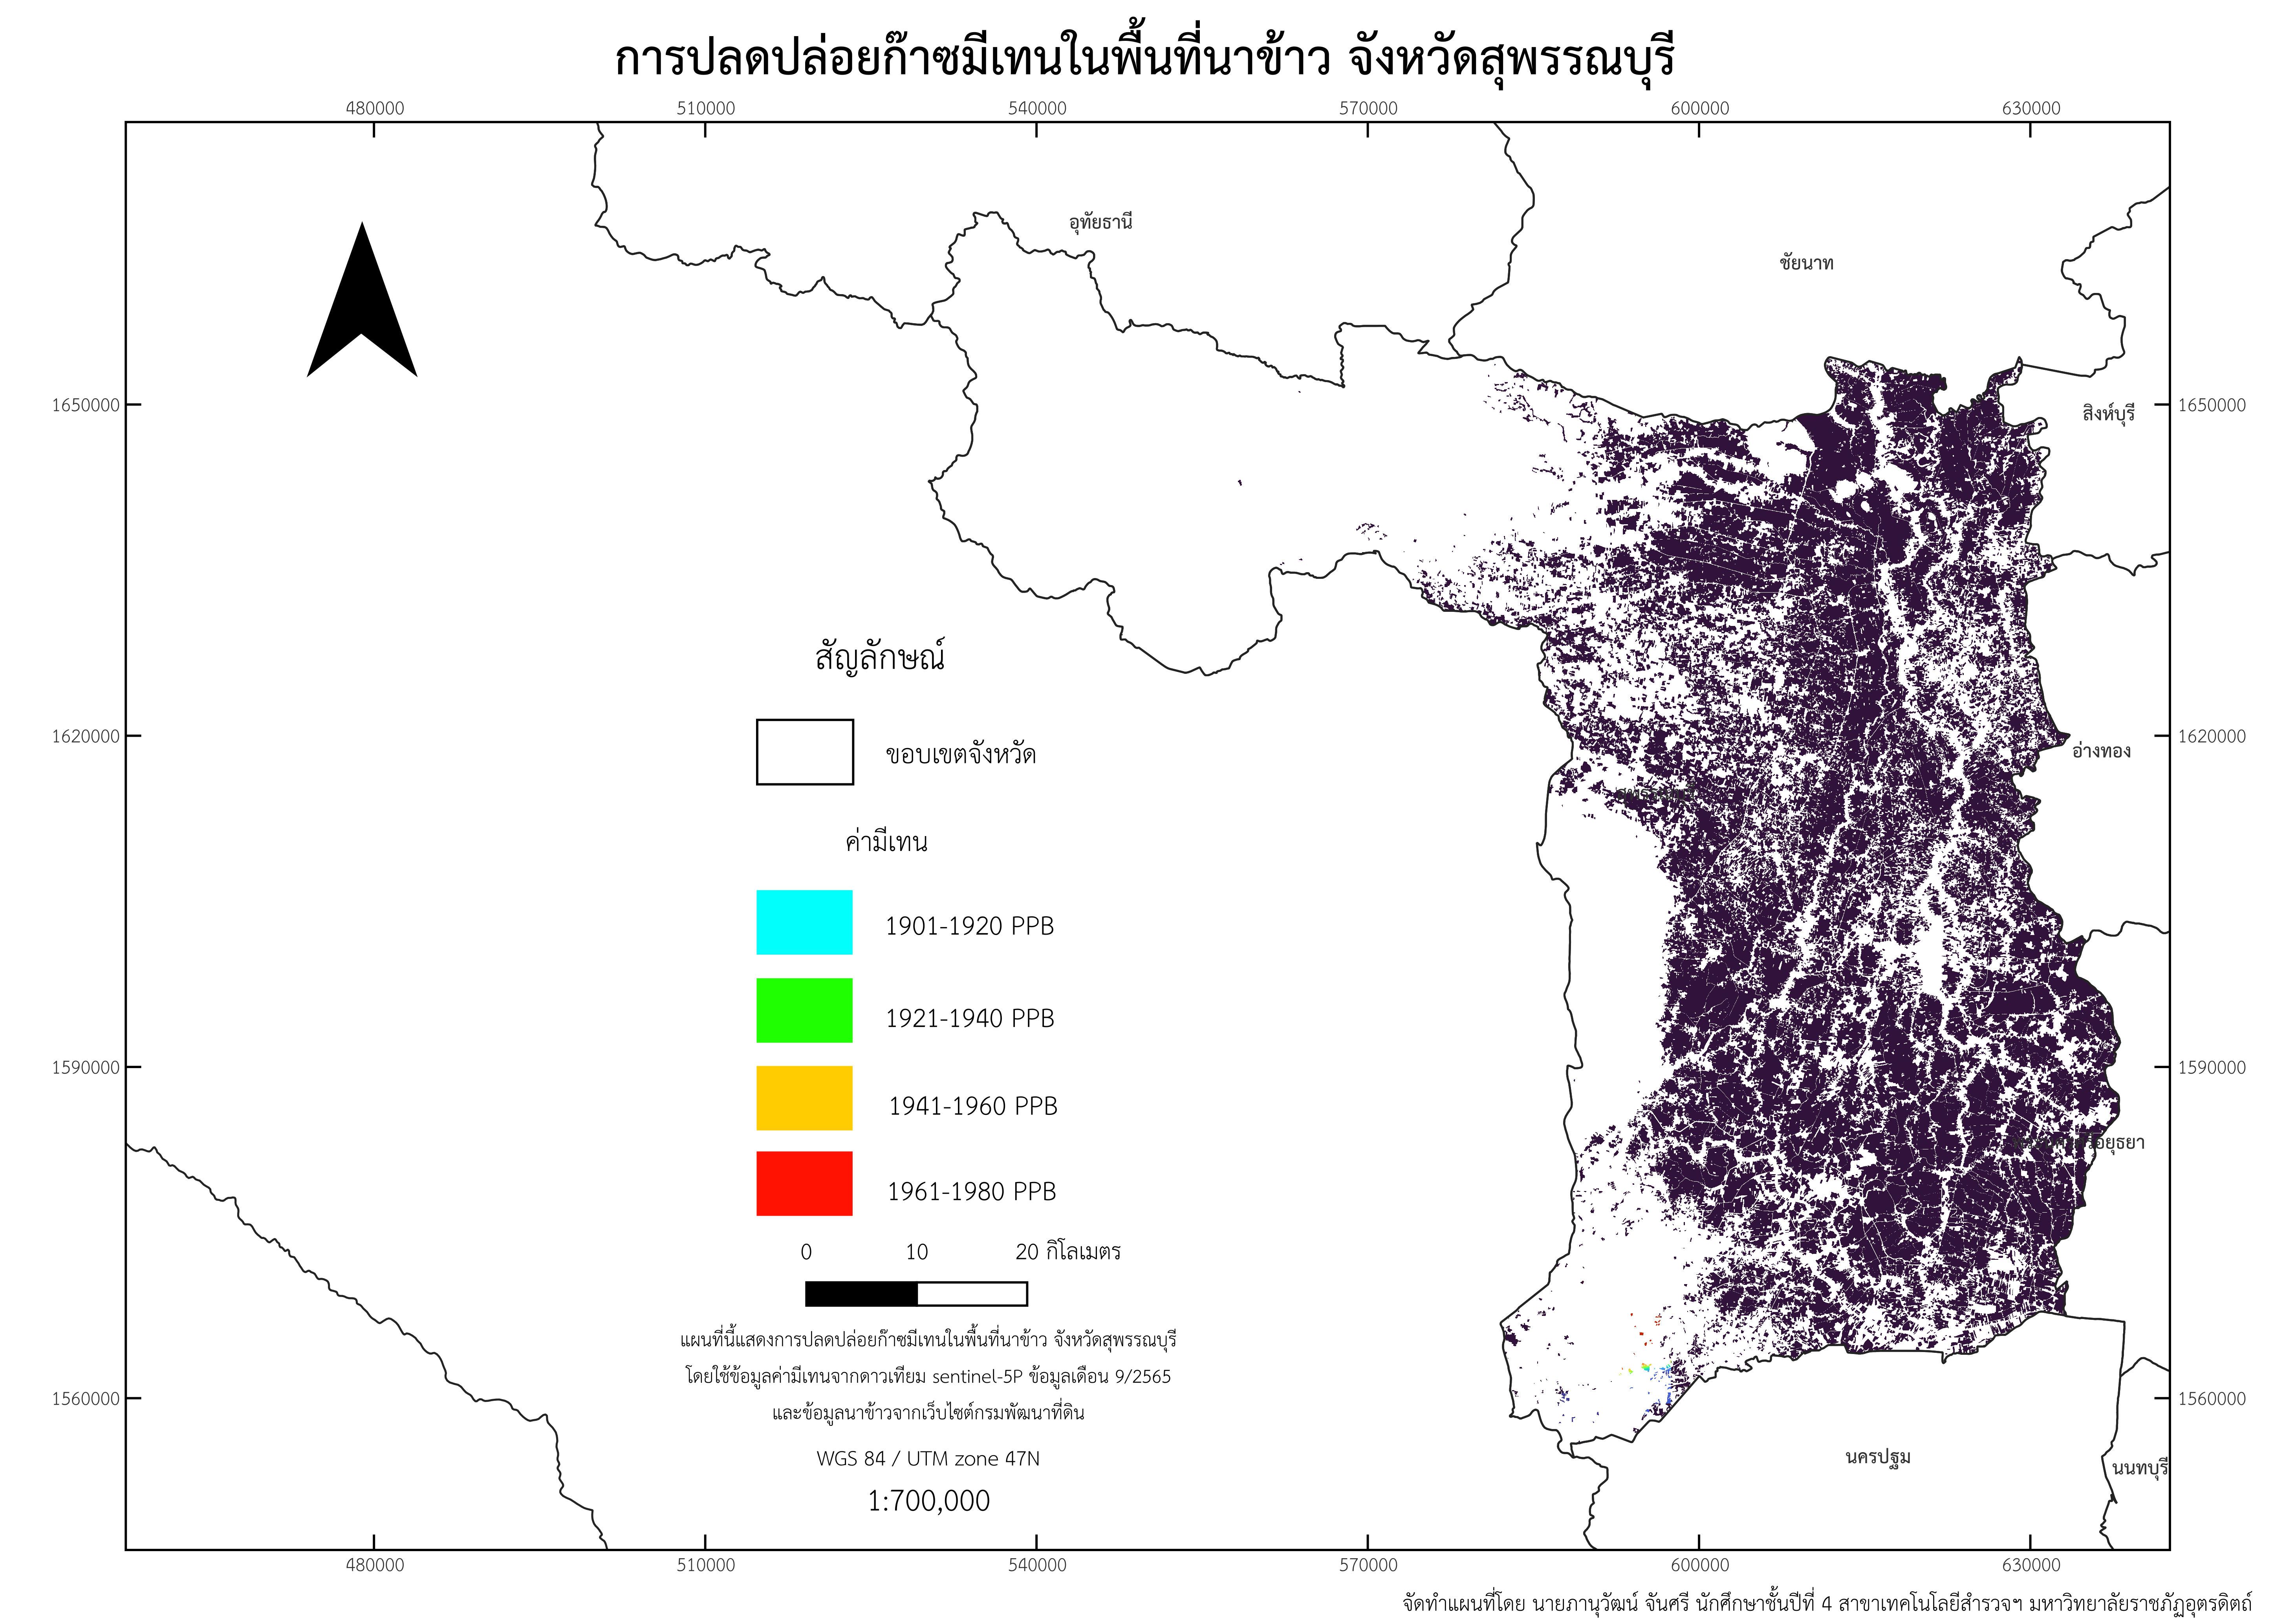 การปลดปล่อยก๊าซมีเทนในพื้นที่นาข้าว จังหวัดสุพรรณบุรี
480000 510000 540000 570000 600000 630000
อุทัยธานี
ชัยนาท
1650000 1650000
สิงห์บุรี
สัญลักษณ์
ขอบเขตจังหวัด
1620000 1620000
อ่างทอง
ค่ามีเทน
1901-1920 PPB
1921-1940 PPB
1590000 1590000
1941-1960 PPB
1961-1980 PPB
0 10 20 กิโลเมตร
แผนที่นี้แสดงการปลดปล่อยก๊าซมีเทนในพื้นที่นาข้าว จังหวัดสุพรรณบุรี
โดยใช้ข้อมูลค่ามีเทนจากดาวเทียม sentinel-5P ข้อมูลเดือน 9/2565
และข้อมูลนาข้าวจากเว็บไซต์กรมพัฒนาที่ดิน
1560000 1560000
WGS 84 / UTM zone 47N
1:700,000
นครปฐม
นนทบุรี
480000 510000 540000 570000 600000 630000
จัดทำแผนที่โดย นายภานุวัฒน์ จันศรี นักศึกษาชั้นปีที่ 4 สาขาเทคโนโลยีสำรวจฯ มหาวิทยาลัยราชภัฏอุตรดิตถ์